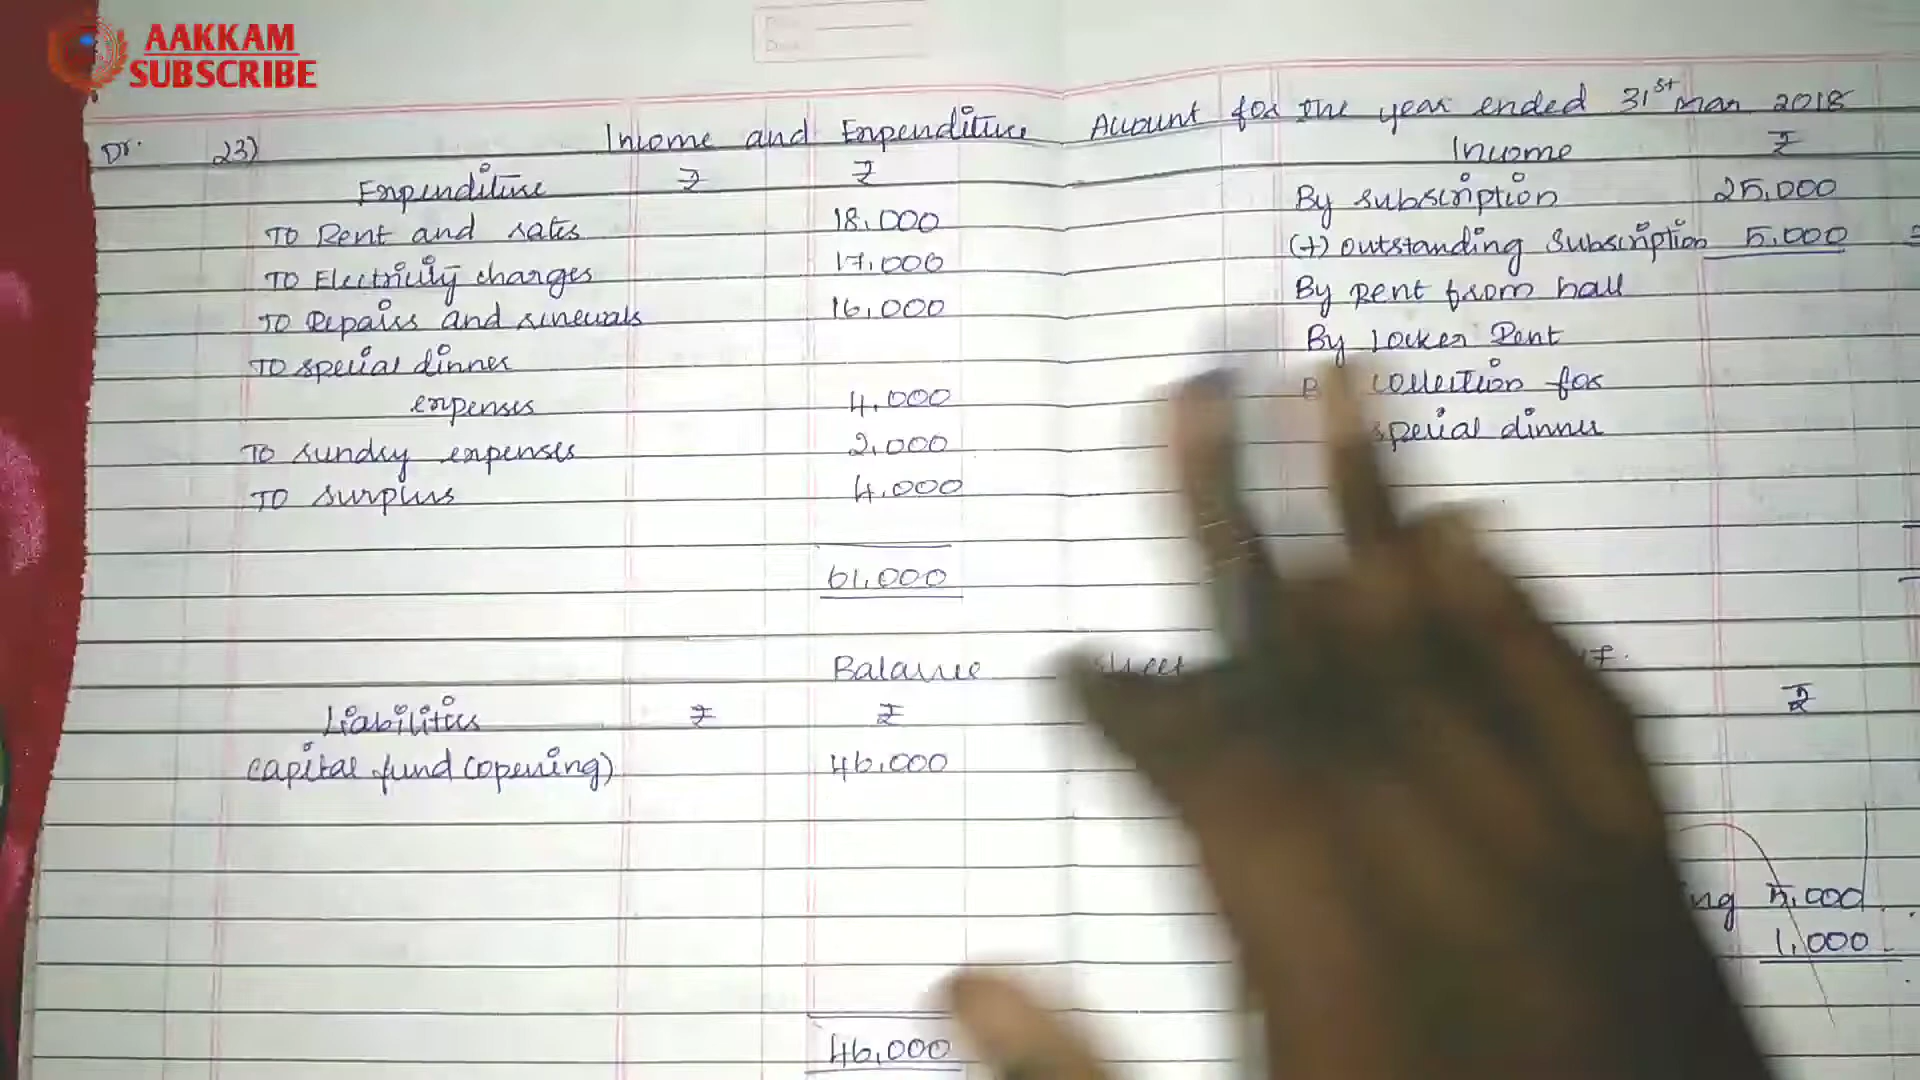 AAKKAM
SUBSCRIBE
Dr. 23) Income and Expenditure Account for the year ended 31st Mar 2018
Expenditure ₹ ₹ Income ₹
To Rent and rates 18,000 By subscription 25,000
To Electricity charges 17,000 (+) outstanding Subscription 5,000
To Repairs and renewals 16,000 By Rent from hall
To special dinner By Locker Rent
expenses 4,000 collection for
To sundry expenses 2,000 special dinner
To surplus 4,000
61,000
Balance sheet
Liabilities ₹ ₹ ₹
capital fund (opening) 46,000
5,000
1,000
46,000